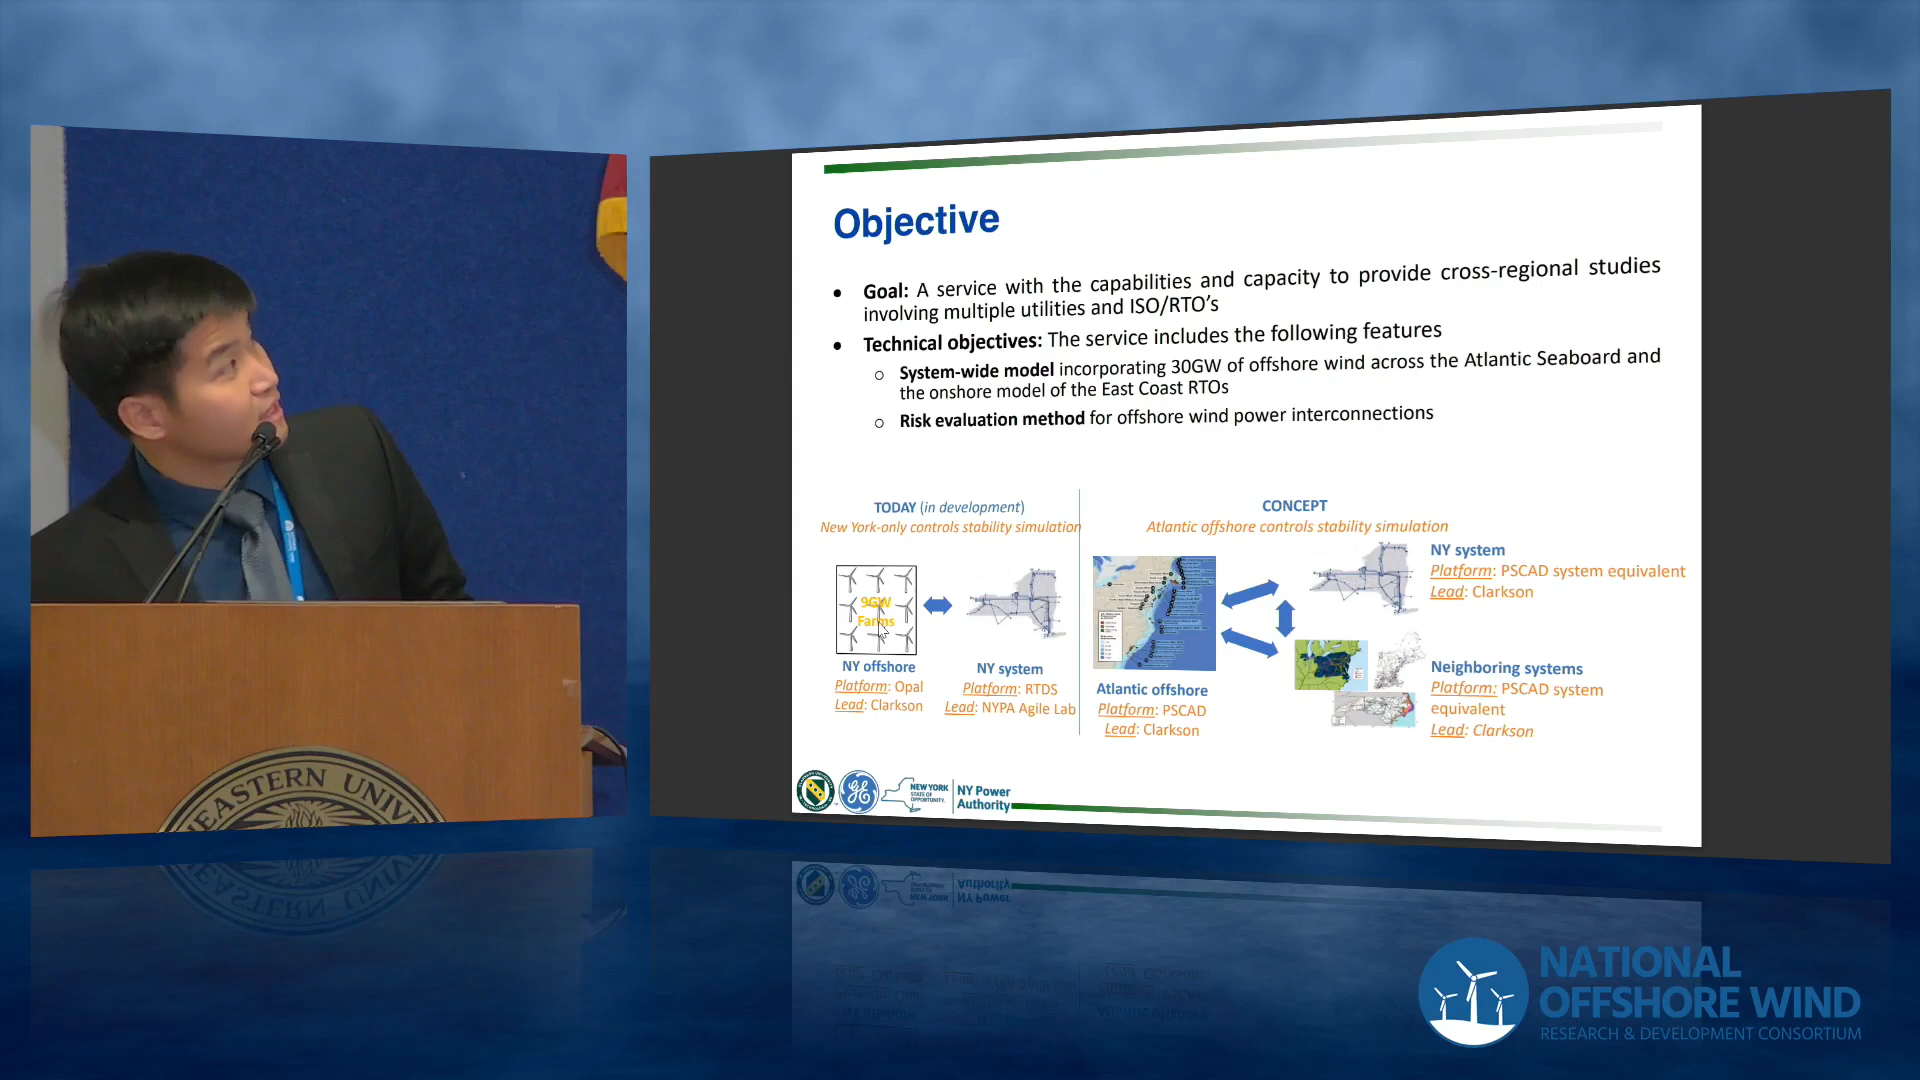 Objective
• Goal: A service with the capabilities and capacity to provide cross-regional studies
involving multiple utilities and ISO/RTO's
• Technical objectives: The service includes the following features
○ System-wide model incorporating 30GW of offshore wind across the Atlantic Seaboard and
the onshore model of the East Coast RTOs
○ Risk evaluation method for offshore wind power interconnections
TODAY (in development)
New York-only controls stability simulation
9GW
Farms
NY offshore
Platform: Opal
Lead: Clarkson
NY system
Platform: RTDS
Lead: NYPA Agile Lab
CONCEPT
Atlantic offshore controls stability simulation
Atlantic offshore
Platform: PSCAD
Lead: Clarkson
NY system
Platform: PSCAD system equivalent
Lead: Clarkson
Neighboring systems
Platform: PSCAD system
equivalent
Lead: Clarkson
NEW YORK
STATE OF
OPPORTUNITY.
NY Power
Authority
EASTERN UNIV
NATIONAL
OFFSHORE WIND
RESEARCH & DEVELOPMENT CONSORTIUM